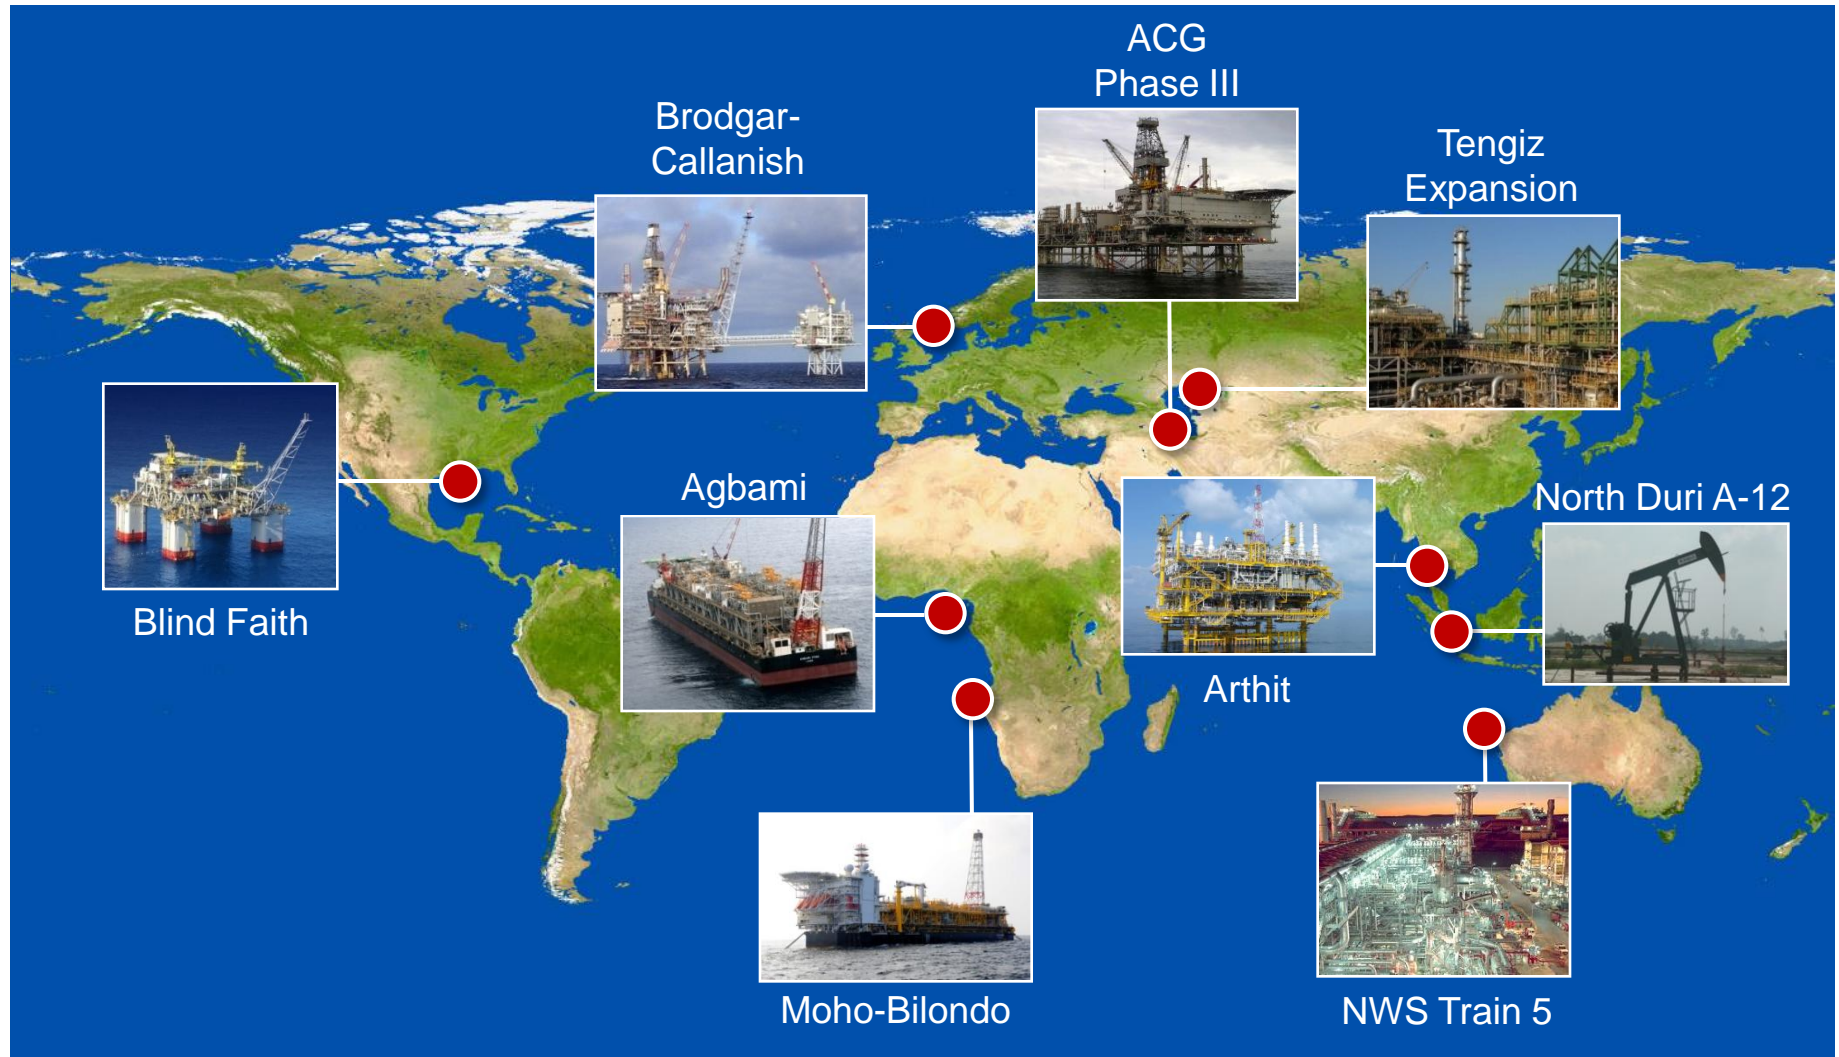 ACG
Phase III
Brodgar-
Callanish
Tengiz
Expansion
Agbami
North Duri A-12
Blind Faith
Arthit
Moho-Bilondo
NWS Train 5